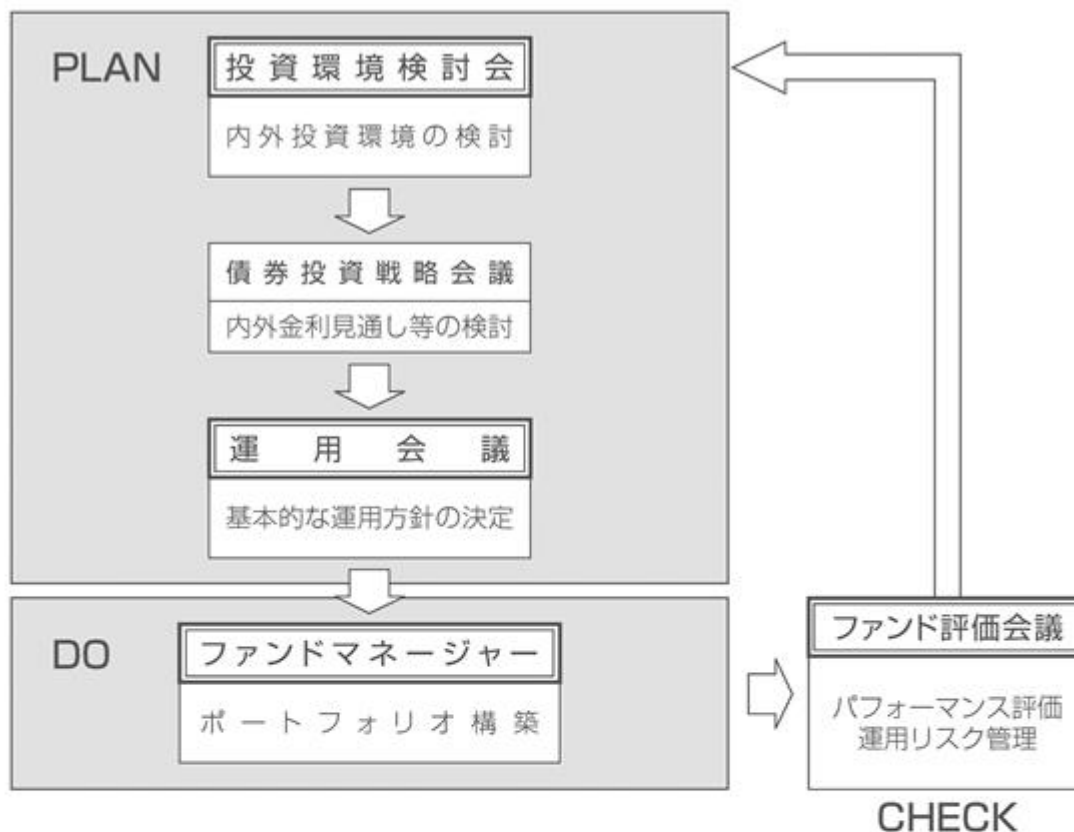 PLAN
投資環境検討会
内外投資環境の検討
債券投資戦略会議
内外金利見通し等の検討
運用会議
基本的な運用方針の決定
DO
ファンドマネージャー
ポートフォリオ構築
ファンド評価会議
パフォーマンス評価
運用リスク管理
CHECK